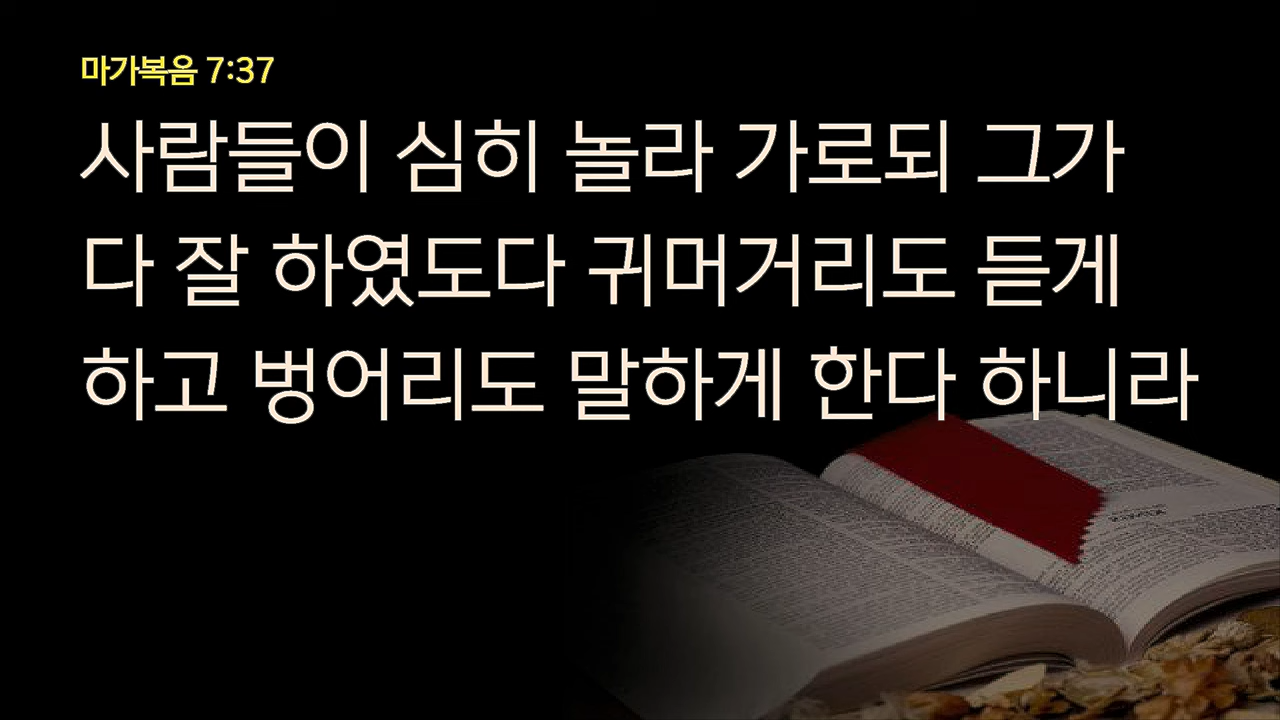 마가복음 7:37
사람들이 심히 놀라 가로되 그가
다 잘 하였도다 귀머거리도 듣게
하고 벙어리도 말하게 한다 하니라